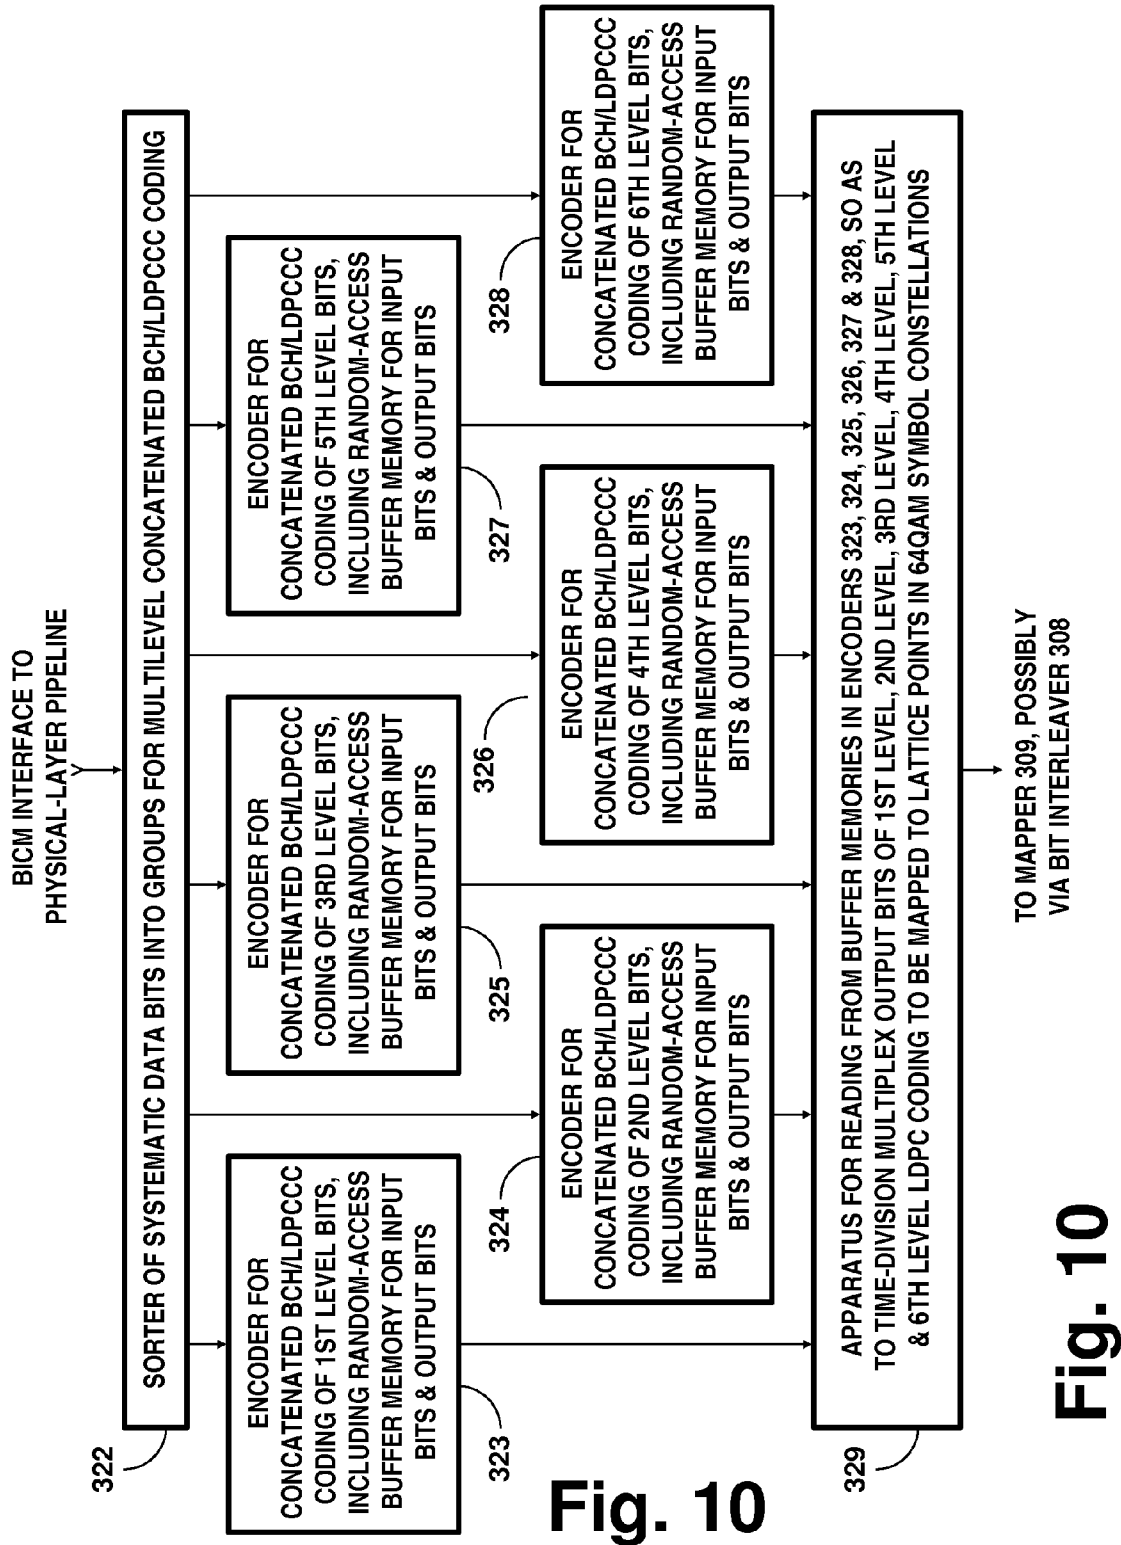 BICM INTERFACE TO
PHYSICAL-LAYER PIPELINE
SORTER OF SYSTEMATIC DATA BITS INTO GROUPS FOR MULTILEVEL CONCATENATED BCH/LDPCCC CODING
322
ENCODER FOR
CONCATENATED BCH/LDPCCC
CODING OF 1ST LEVEL BITS,
INCLUDING RANDOM-ACCESS
BUFFER MEMORY FOR INPUT
BITS & OUTPUT BITS
323
ENCODER FOR
CONCATENATED BCH/LDPCCC
CODING OF 2ND LEVEL BITS,
INCLUDING RANDOM-ACCESS
BUFFER MEMORY FOR INPUT
BITS & OUTPUT BITS
324
ENCODER FOR
CONCATENATED BCH/LDPCCC
CODING OF 3RD LEVEL BITS,
INCLUDING RANDOM-ACCESS
BUFFER MEMORY FOR INPUT
BITS & OUTPUT BITS
325
ENCODER FOR
CONCATENATED BCH/LDPCCC
CODING OF 4TH LEVEL BITS,
INCLUDING RANDOM-ACCESS
BUFFER MEMORY FOR INPUT
BITS & OUTPUT BITS
326
ENCODER FOR
CONCATENATED BCH/LDPCCC
CODING OF 5TH LEVEL BITS,
INCLUDING RANDOM-ACCESS
BUFFER MEMORY FOR INPUT
BITS & OUTPUT BITS
327
ENCODER FOR
CONCATENATED BCH/LDPCCC
CODING OF 6TH LEVEL BITS,
INCLUDING RANDOM-ACCESS
BUFFER MEMORY FOR INPUT
BITS & OUTPUT BITS
328
APPARATUS FOR READING FROM BUFFER MEMORIES IN ENCODERS 323, 324, 325, 326, 327 & 328, SO AS
TO TIME-DIVISION MULTIPLEX OUTPUT BITS OF 1ST LEVEL, 2ND LEVEL, 3RD LEVEL, 4TH LEVEL, 5TH LEVEL
& 6TH LEVEL LDPC CODING TO BE MAPPED TO LATTICE POINTS IN 64QAM SYMBOL CONSTELLATIONS
329
TO MAPPER 309, POSSIBLY
VIA BIT INTERLEAVER 308
Fig. 10
Fig. 10